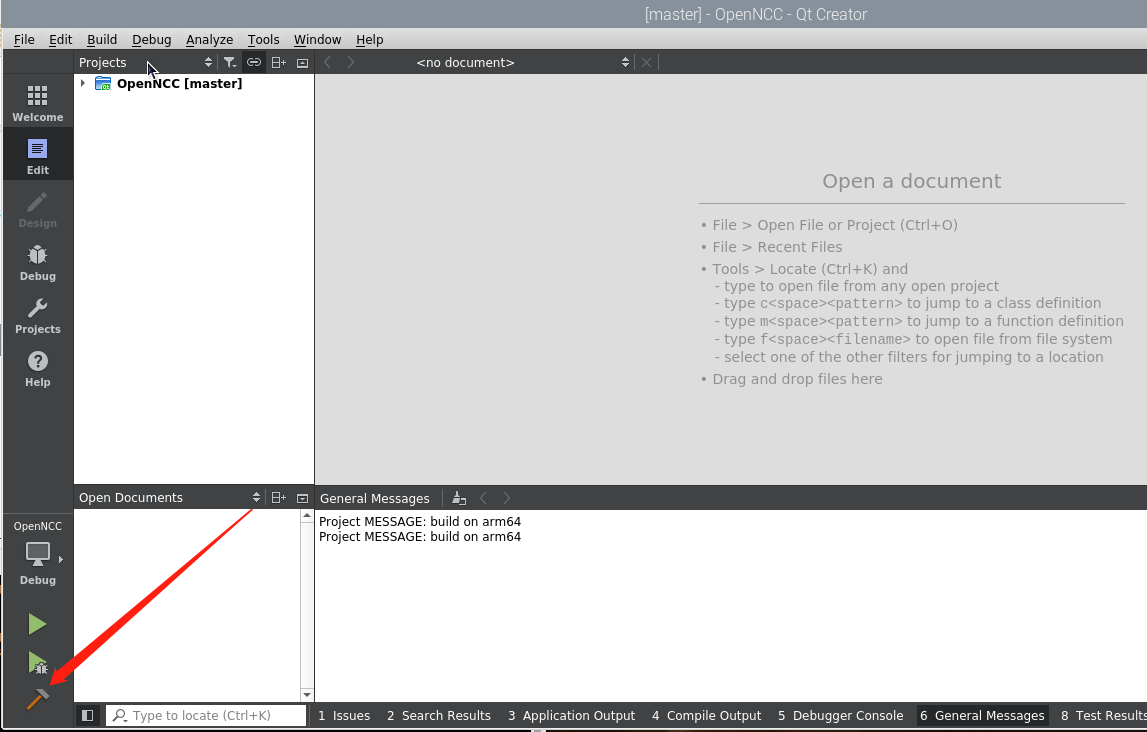 [master] - OpenNCC - Qt Creator
File Edit Build Debug Analyze Tools Window Help
Projects
<no document>
OpenNCC [master]
Welcome
Edit
Design
Debug
Projects
Help
Open a document
• File > Open File or Project (Ctrl+O)
• File > Recent Files
• Tools > Locate (Ctrl+K) and
- type to open file from any open project
- type c<space><pattern> to jump to a class definition
- type m<space><pattern> to jump to a function definition
- type f<space><filename> to open file from file system
- select one of the other filters for jumping to a location
• Drag and drop files here
Open Documents
General Messages
Project MESSAGE: build on arm64
Project MESSAGE: build on arm64
OpenNCC
Debug
Type to locate (Ctrl+K)
1 Issues 2 Search Results 3 Application Output 4 Compile Output 5 Debugger Console 6 General Messages 8 Test Results